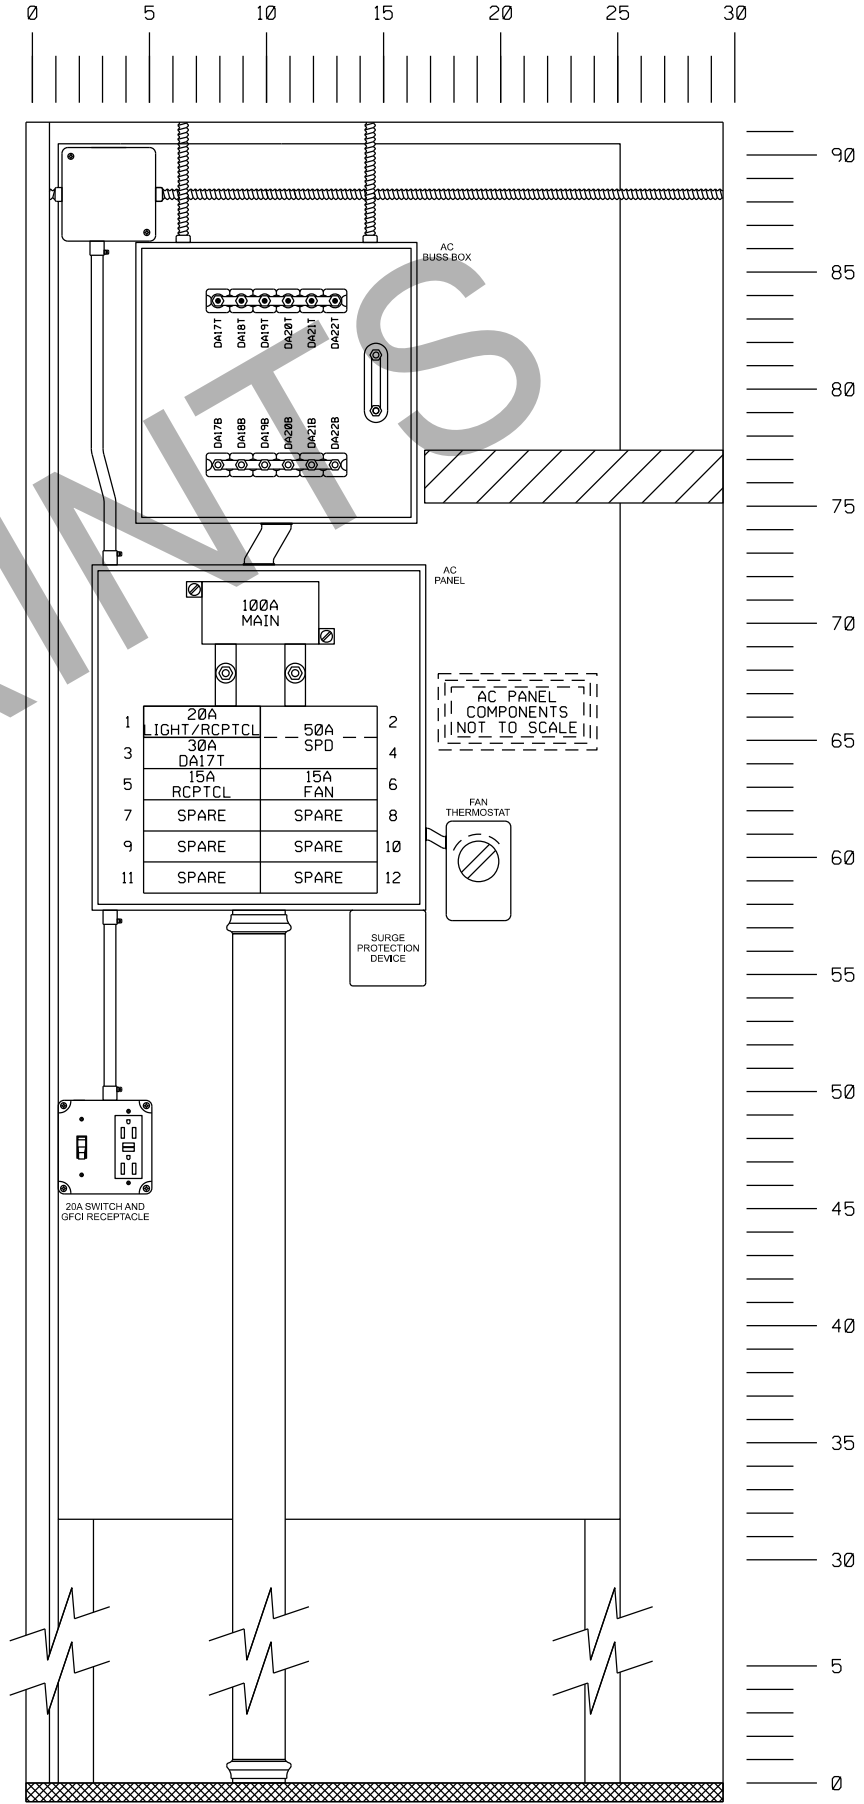 0 5 10 15 20 25 30
90
AC
BUSS BOX
85
DA17T DA18T DA19T DA20T DA21T DA22T
80
DA17B DA18B DA19B DA20B DA21B DA22B
75
AC
PANEL
100A
MAIN
70
AC PANEL
COMPONENTS
NOT TO SCALE
1 20A
LIGHT/RCPTCL
50A
SPD
2
65
3 30A
DA17T
4
5 15A
RCPTCL
15A
FAN
6
7 SPARE SPARE 8
FAN
THERMOSTAT
9 SPARE SPARE 10
60
11 SPARE SPARE 12
SURGE
PROTECTION
DEVICE
55
50
45
20A SWITCH AND
GFCI RECEPTACLE
40
35
30
5
0
INTS